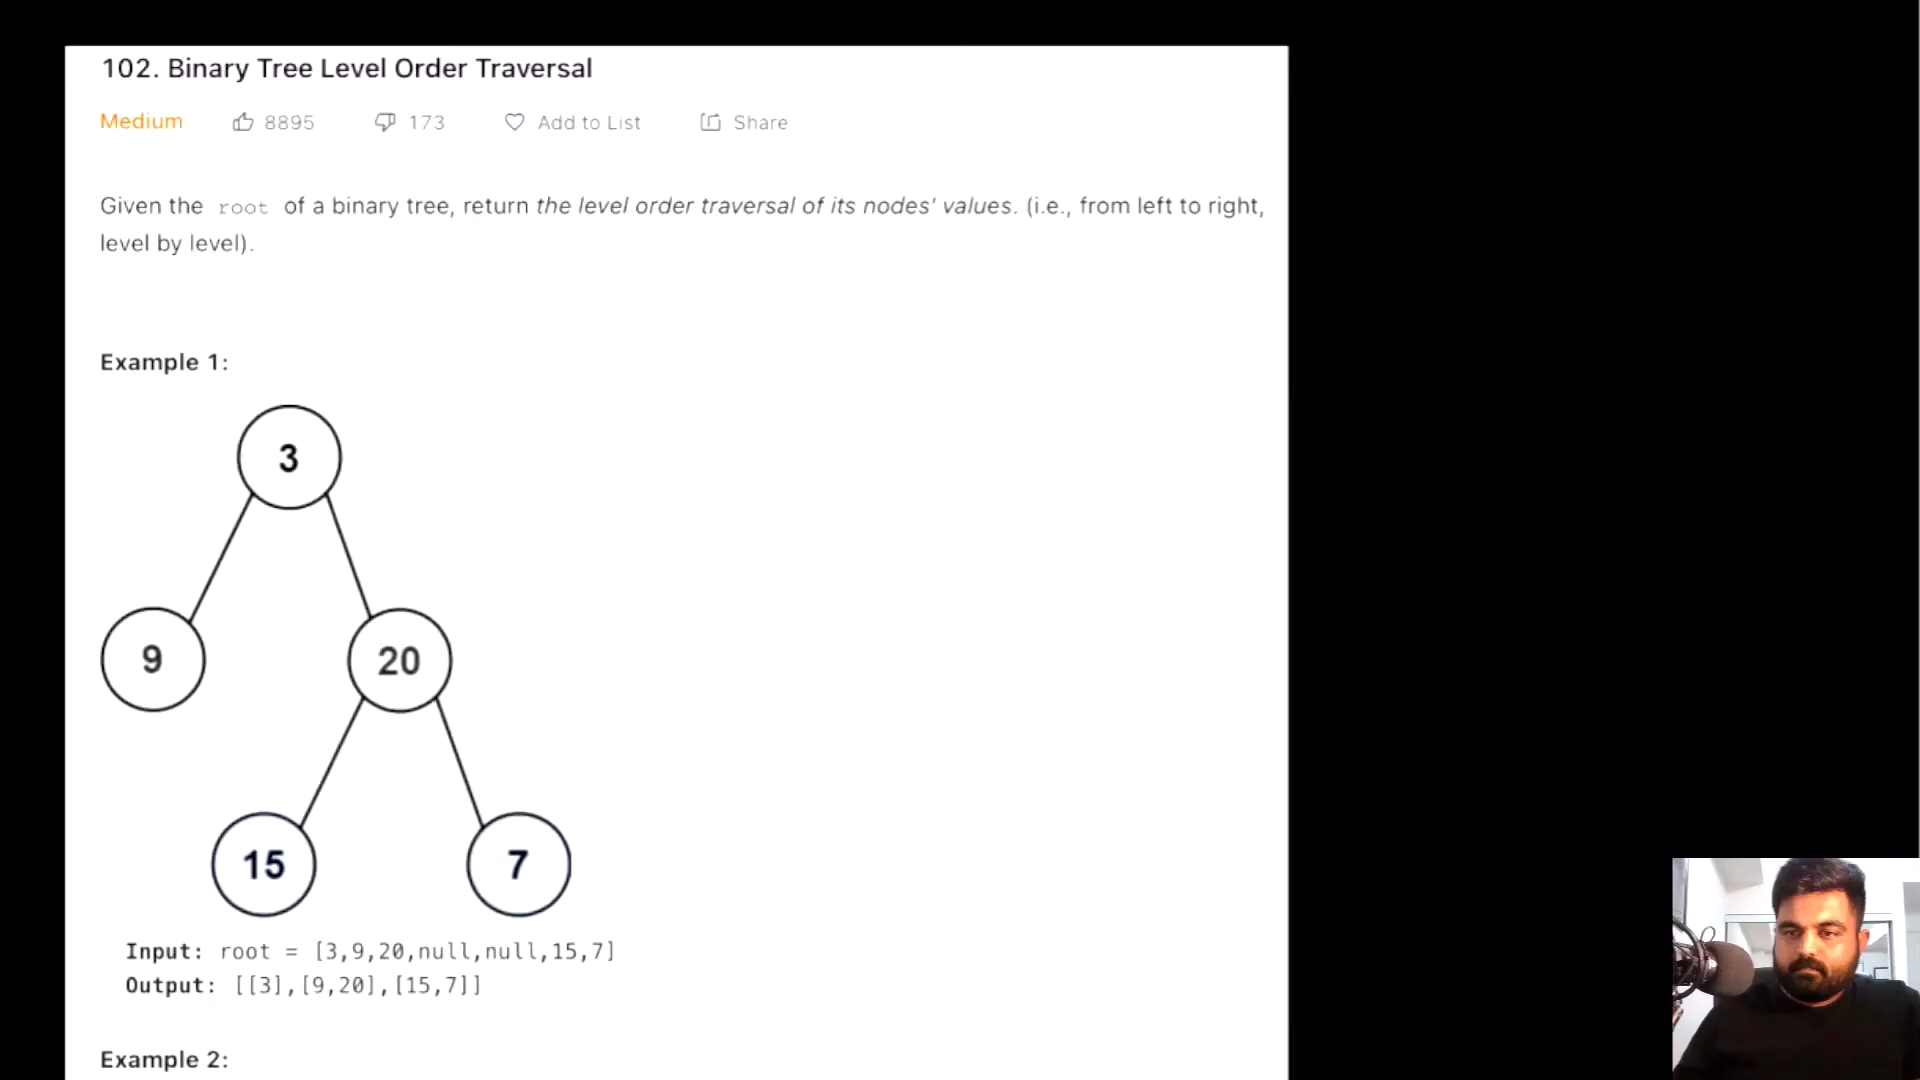 102. Binary Tree Level Order Traversal
Medium 8895 173 Add to List Share
Given the root of a binary tree, return the level order traversal of its nodes' values. (i.e., from left to right,
level by level).
Example 1:
3
9 20
15 7
Input: root = [3,9,20,null,null,15,7]
Output: [[3],[9,20],[15,7]]
Example 2: